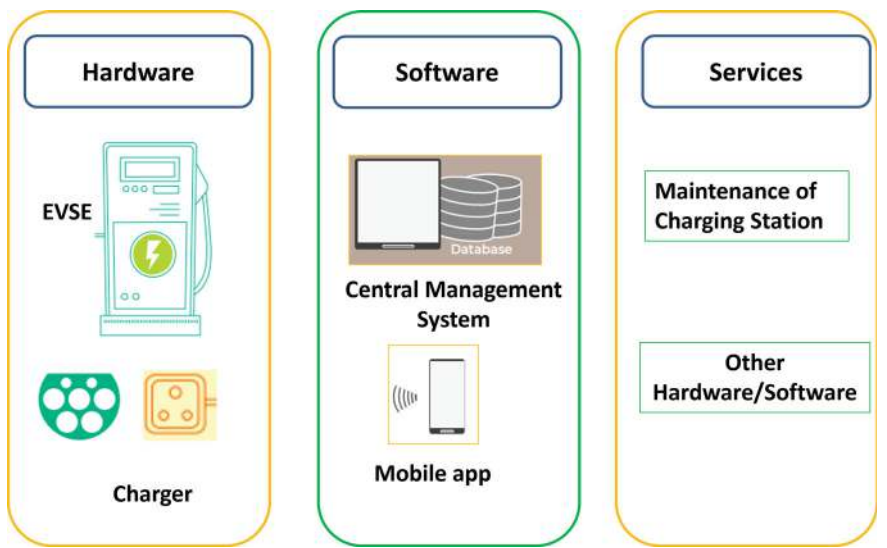 Hardware
EVSE
Charger
Software
Database
Central Management
System
Mobile app
Services
Maintenance of
Charging Station
Other
Hardware/Software